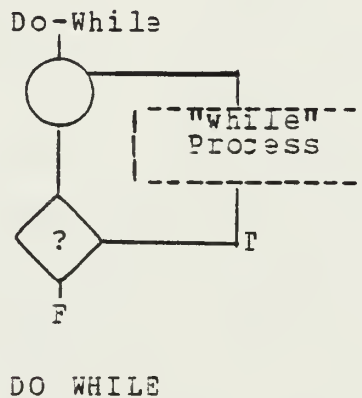 Do-While
"while"
Process
?
T
F
DO WHILE